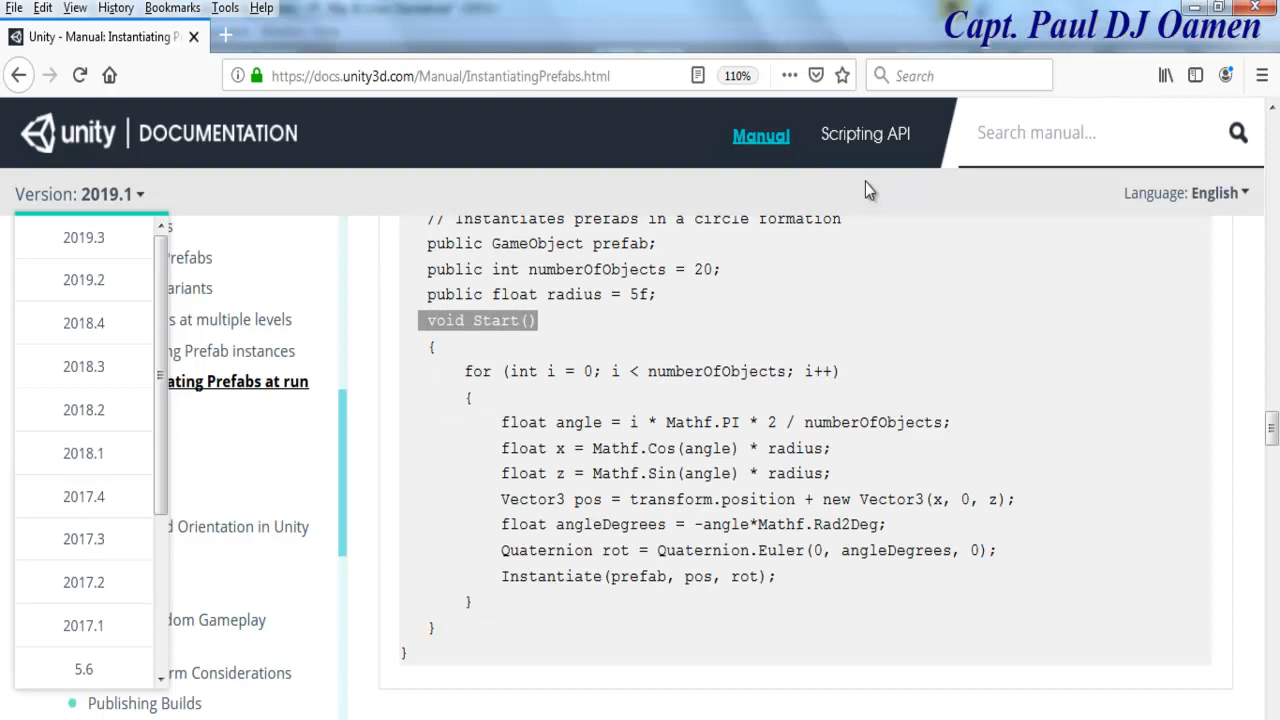 File Edit View History Bookmarks Tools Help
Capt. Paul DJ Oamen
Unity - Manual: Instantiating P
https://docs.unity3d.com/Manual/InstantiatingPrefabs.html
110%
Search
unity | DOCUMENTATION
Manual
Scripting API
Search manual...
Version: 2019.1
Language: English
2019.3
2019.2
2018.4
2018.3
2018.2
2018.1
2017.4
2017.3
2017.2
2017.1
5.6
s
Prefabs
ariants
s at multiple levels
ng Prefab instances
ating Prefabs at run
d Orientation in Unity
dom Gameplay
rm Considerations
Publishing Builds
// Instantiates prefabs in a circle formation
public GameObject prefab;
public int numberOfObjects = 20;
public float radius = 5f;
void Start()
{
for (int i = 0; i < numberOfObjects; i++)
{
float angle = i * Mathf.PI * 2 / numberOfObjects;
float x = Mathf.Cos(angle) * radius;
float z = Mathf.Sin(angle) * radius;
Vector3 pos = transform.position + new Vector3(x, 0, z);
float angleDegrees = -angle*Mathf.Rad2Deg;
Quaternion rot = Quaternion.Euler(0, angleDegrees, 0);
Instantiate(prefab, pos, rot);
}
}
}